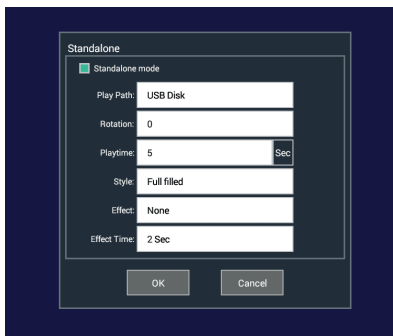 Standalone
Standalone mode
Play Path: USB Disk
Rotation: 0
Playtime: 5 Sec
Style: Full filled
Effect: None
Effect Time: 2 Sec
OK Cancel